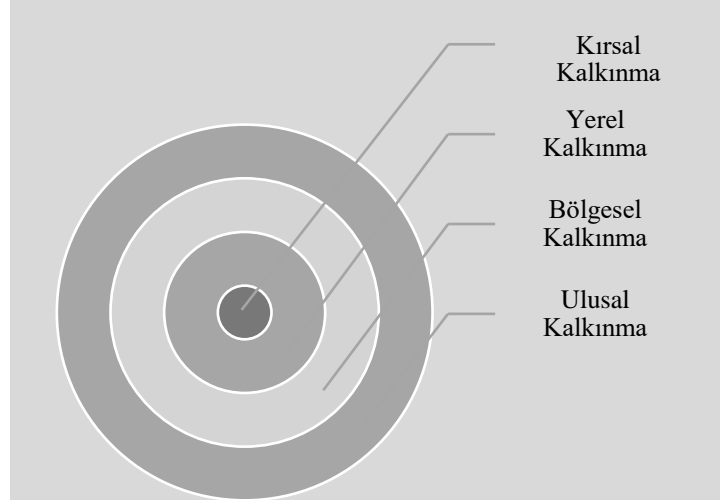 Kırsal
Kalkınma
Yerel
Kalkınma
Bölgesel
Kalkınma
Ulusal
Kalkınma